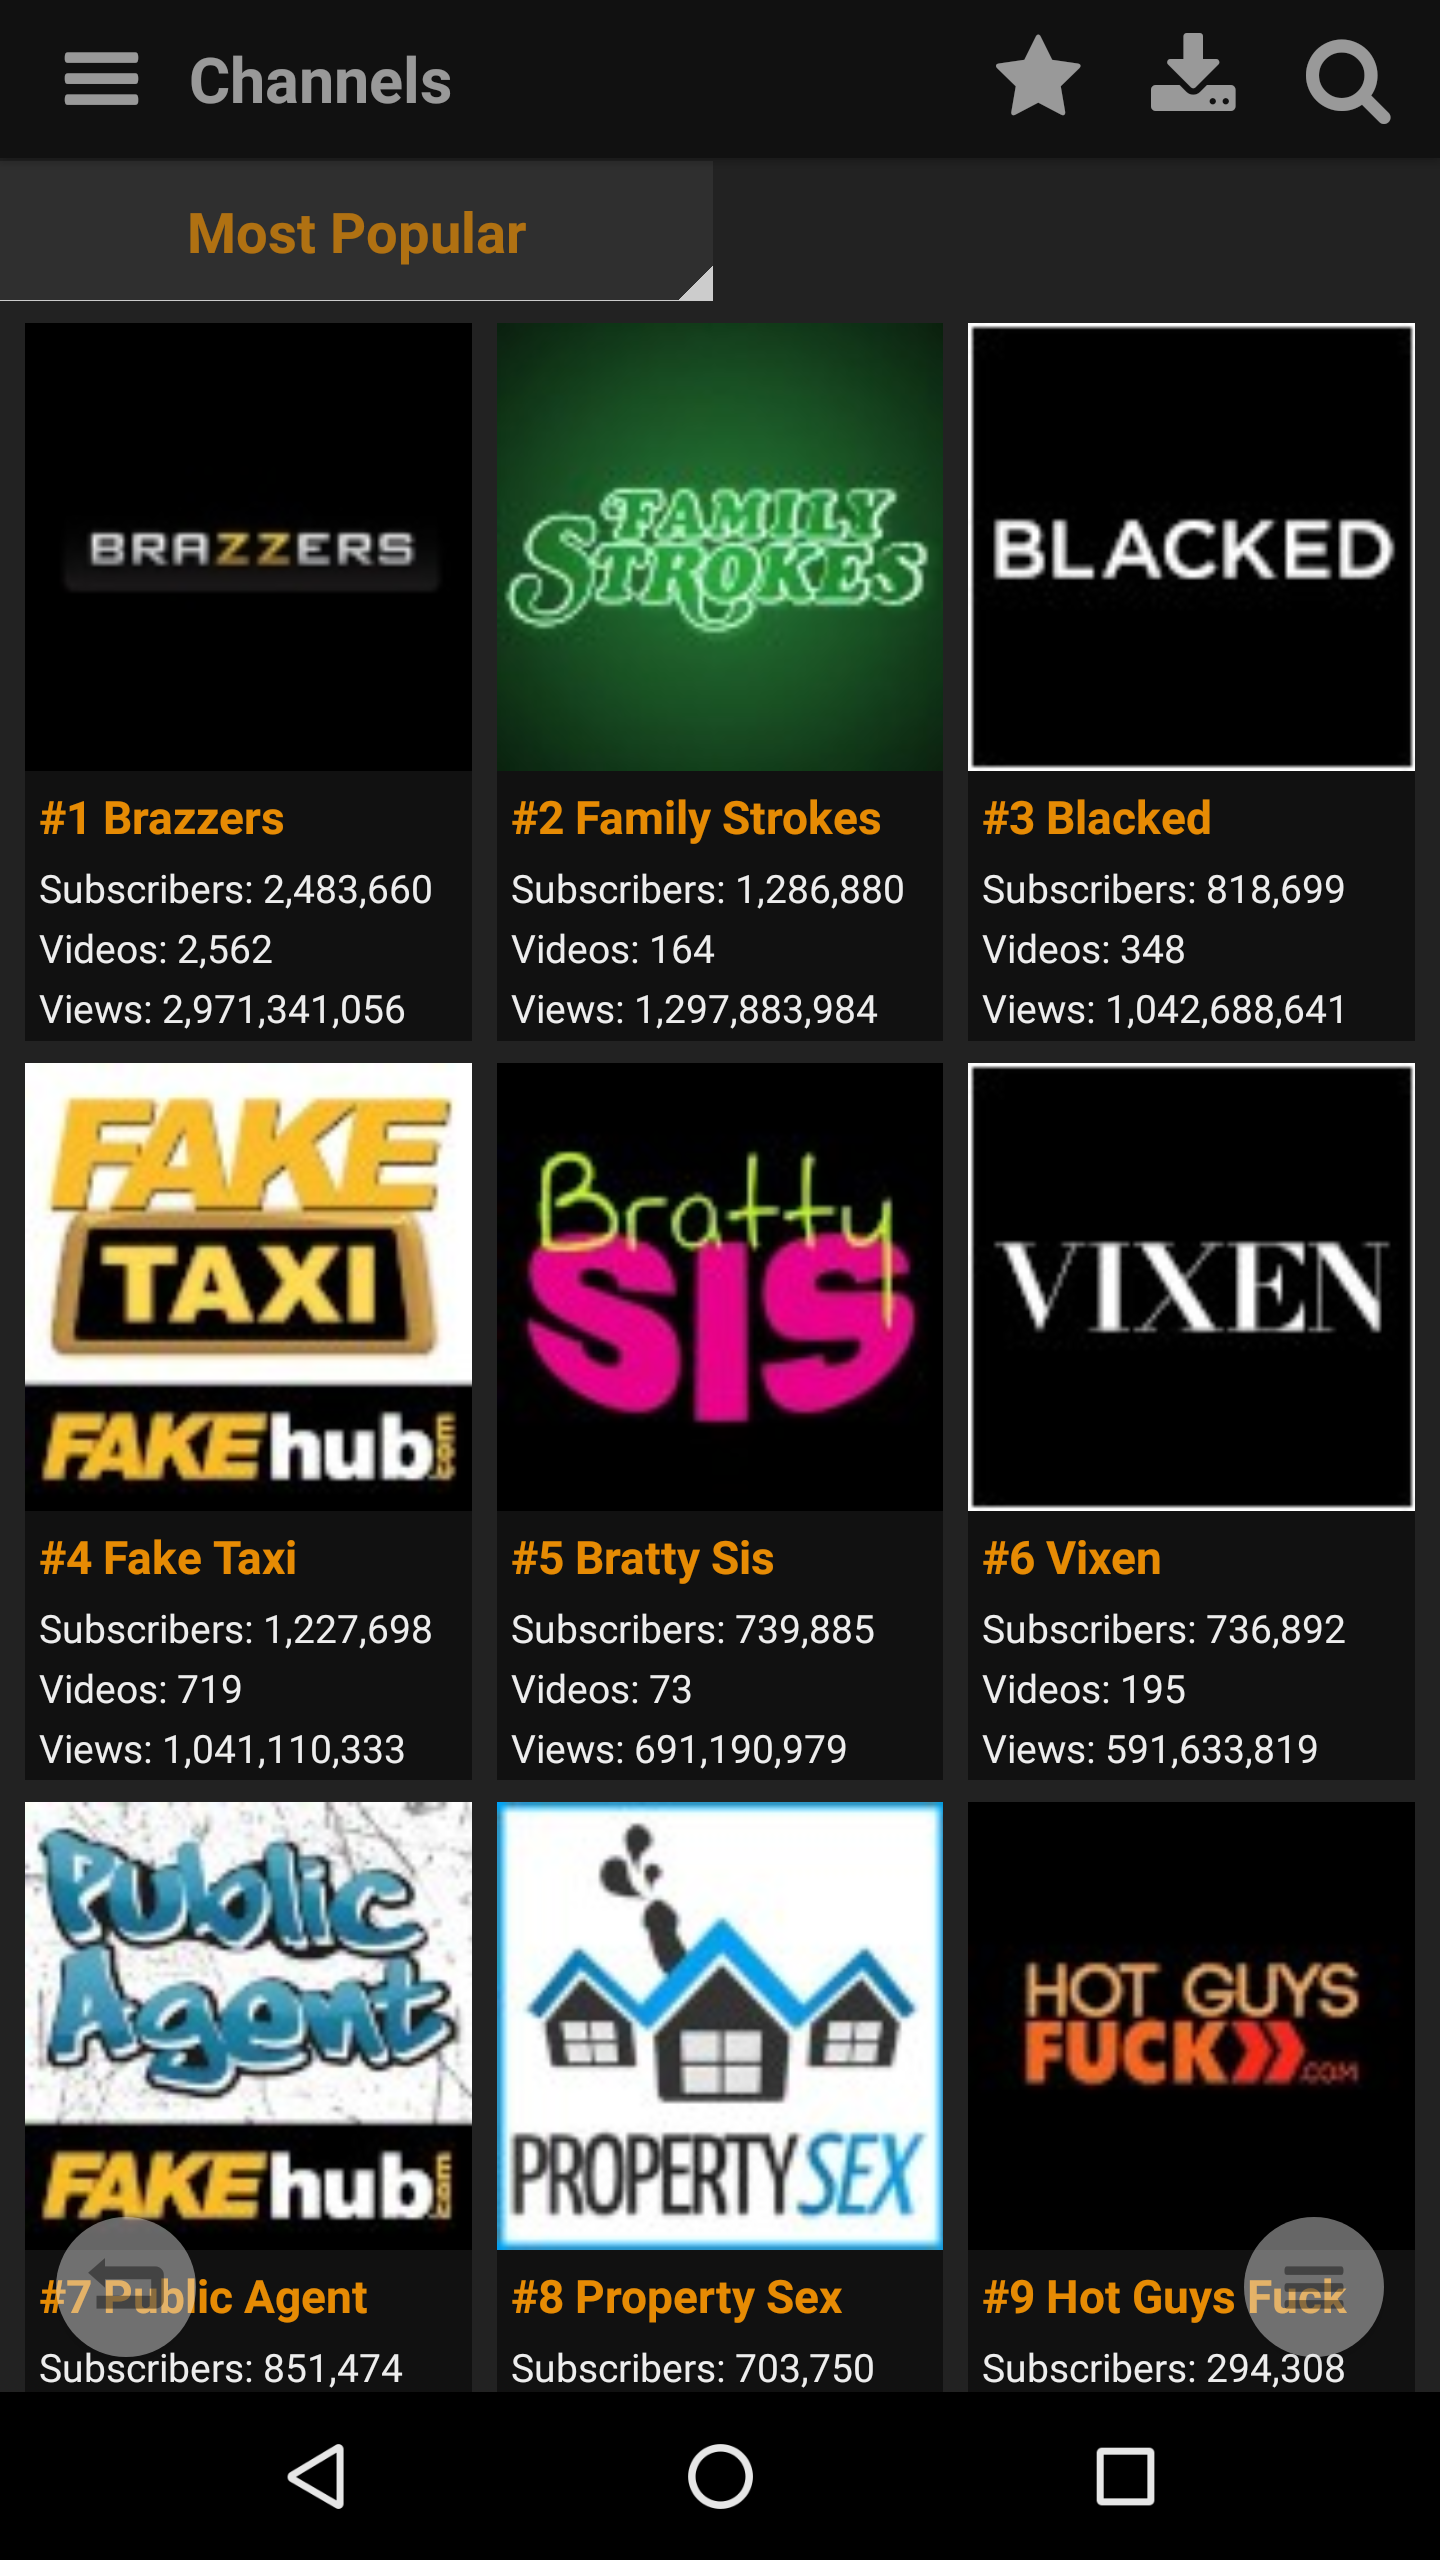 Channels
Most Popular
BRAZZERS
FAMILY
STROKES
BLACKED
#1 Brazzers
Subscribers: 2,483,660
Videos: 2,562
Views: 2,971,341,056
#2 Family Strokes
Subscribers: 1,286,880
Videos: 164
Views: 1,297,883,984
#3 Blacked
Subscribers: 818,699
Videos: 348
Views: 1,042,688,641
FAKE
TAXI
FAKEhub.com
Bratty
SIS
VIXEN
#4 Fake Taxi
Subscribers: 1,227,698
Videos: 719
Views: 1,041,110,333
#5 Bratty Sis
Subscribers: 739,885
Videos: 73
Views: 691,190,979
#6 Vixen
Subscribers: 736,892
Videos: 195
Views: 591,633,819
Public
Agent
FAKEhub.com
PROPERTYSEX
HOT GUYS
FUCK
.COM
#7 Public Agent
Subscribers: 851,474
#8 Property Sex
Subscribers: 703,750
#9 Hot Guys Fuck
Subscribers: 294,308